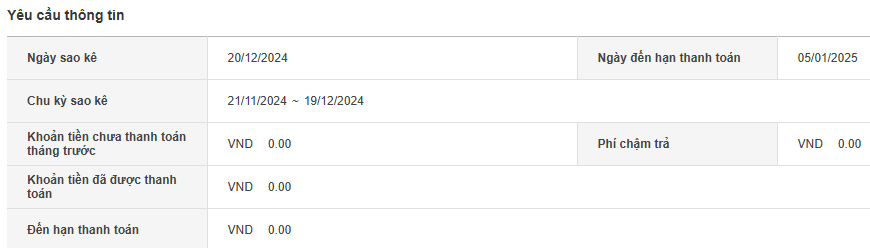 Yêu cầu thông tin
Ngày sao kê 20/12/2024 Ngày đến hạn thanh toán 05/01/2025
Chu kỳ sao kê 21/11/2024 ~ 19/12/2024
Khoản tiền chưa thanh toán
tháng trước
VND 0.00 Phí chậm trả VND 0.00
Khoản tiền đã được thanh
toán
VND 0.00
Đến hạn thanh toán VND 0.00